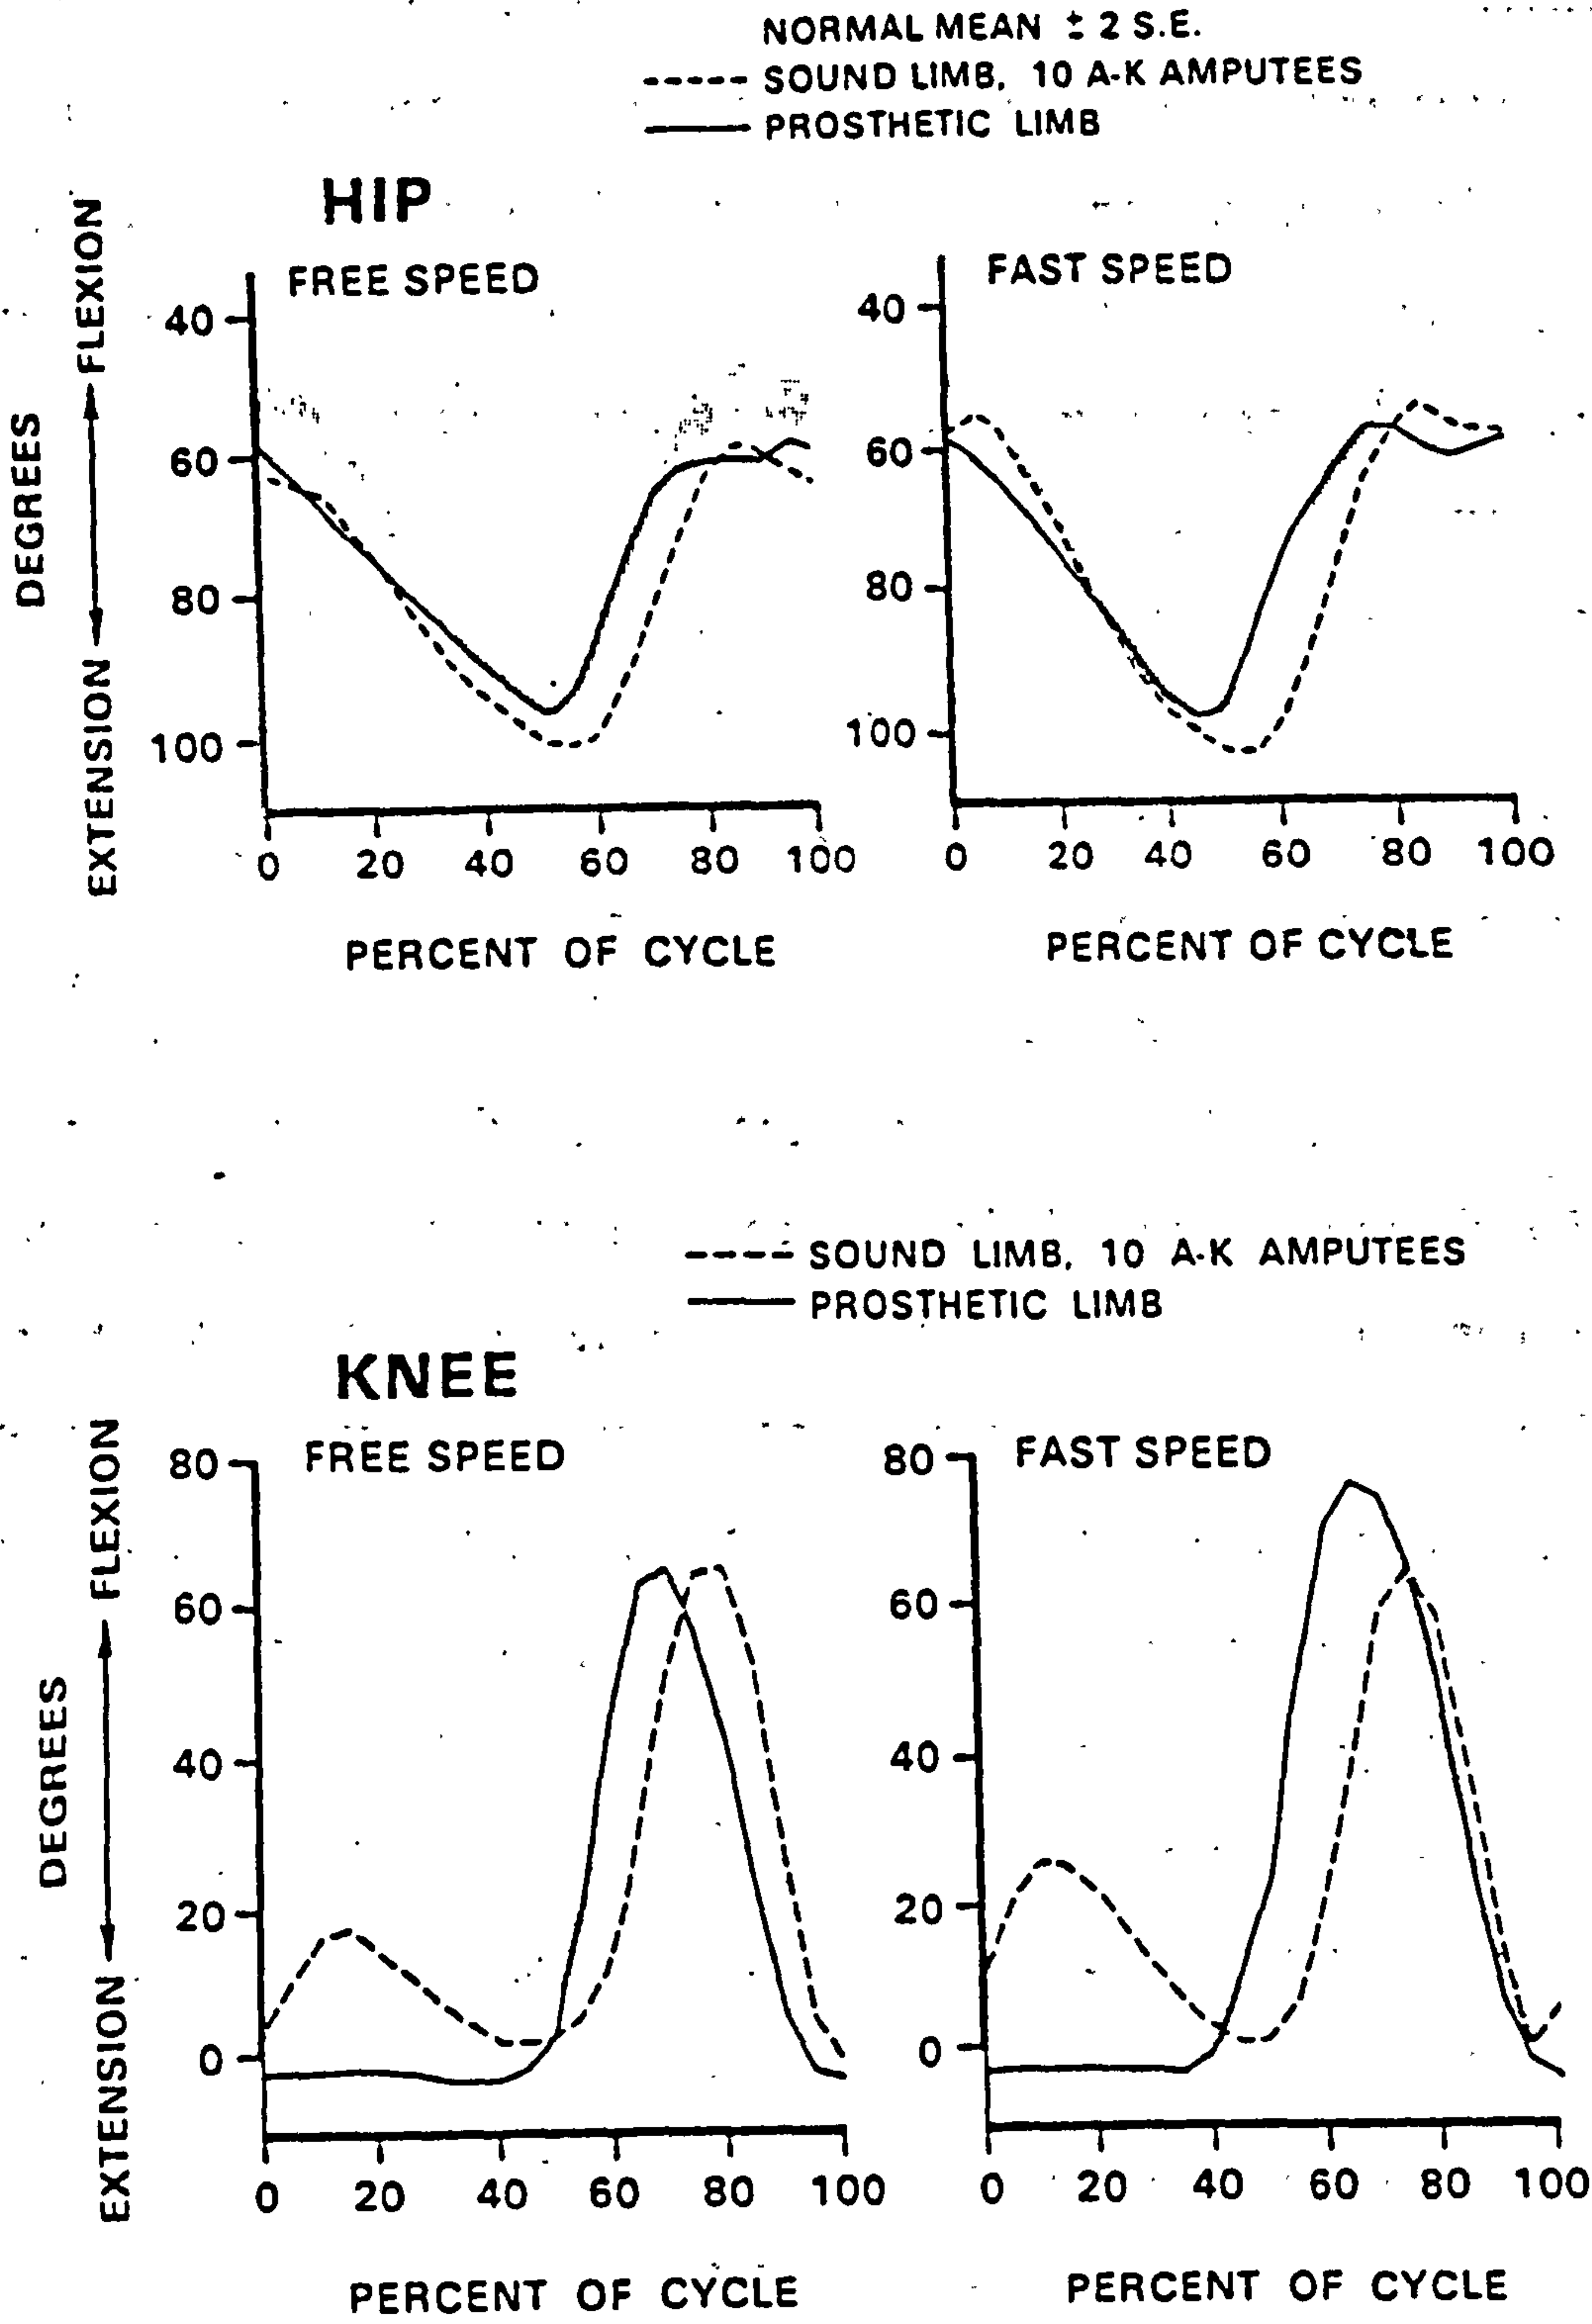 NORMAL MEAN ± 2 S.E.
SOUND LIMB, 10 A-K AMPUTEES
PROSTHETIC LIMB
HIP
DEGREES
EXTENSION
FLEXION
FREE SPEED
40
60
80
100
0 20 40 60 80 100
PERCENT OF CYCLE
FAST SPEED
40
60
80
100
0 20 40 60 80 100
PERCENT OF CYCLE
SOUND LIMB, 10 A-K AMPUTEES
PROSTHETIC LIMB
KNEE
DEGREES
EXTENSION
FLEXION
FREE SPEED
80
60
40
20
0
0 20 40 60 80 100
PERCENT OF CYCLE
FAST SPEED
80
60
40
20
0
0 20 40 60 80 100
PERCENT OF CYCLE